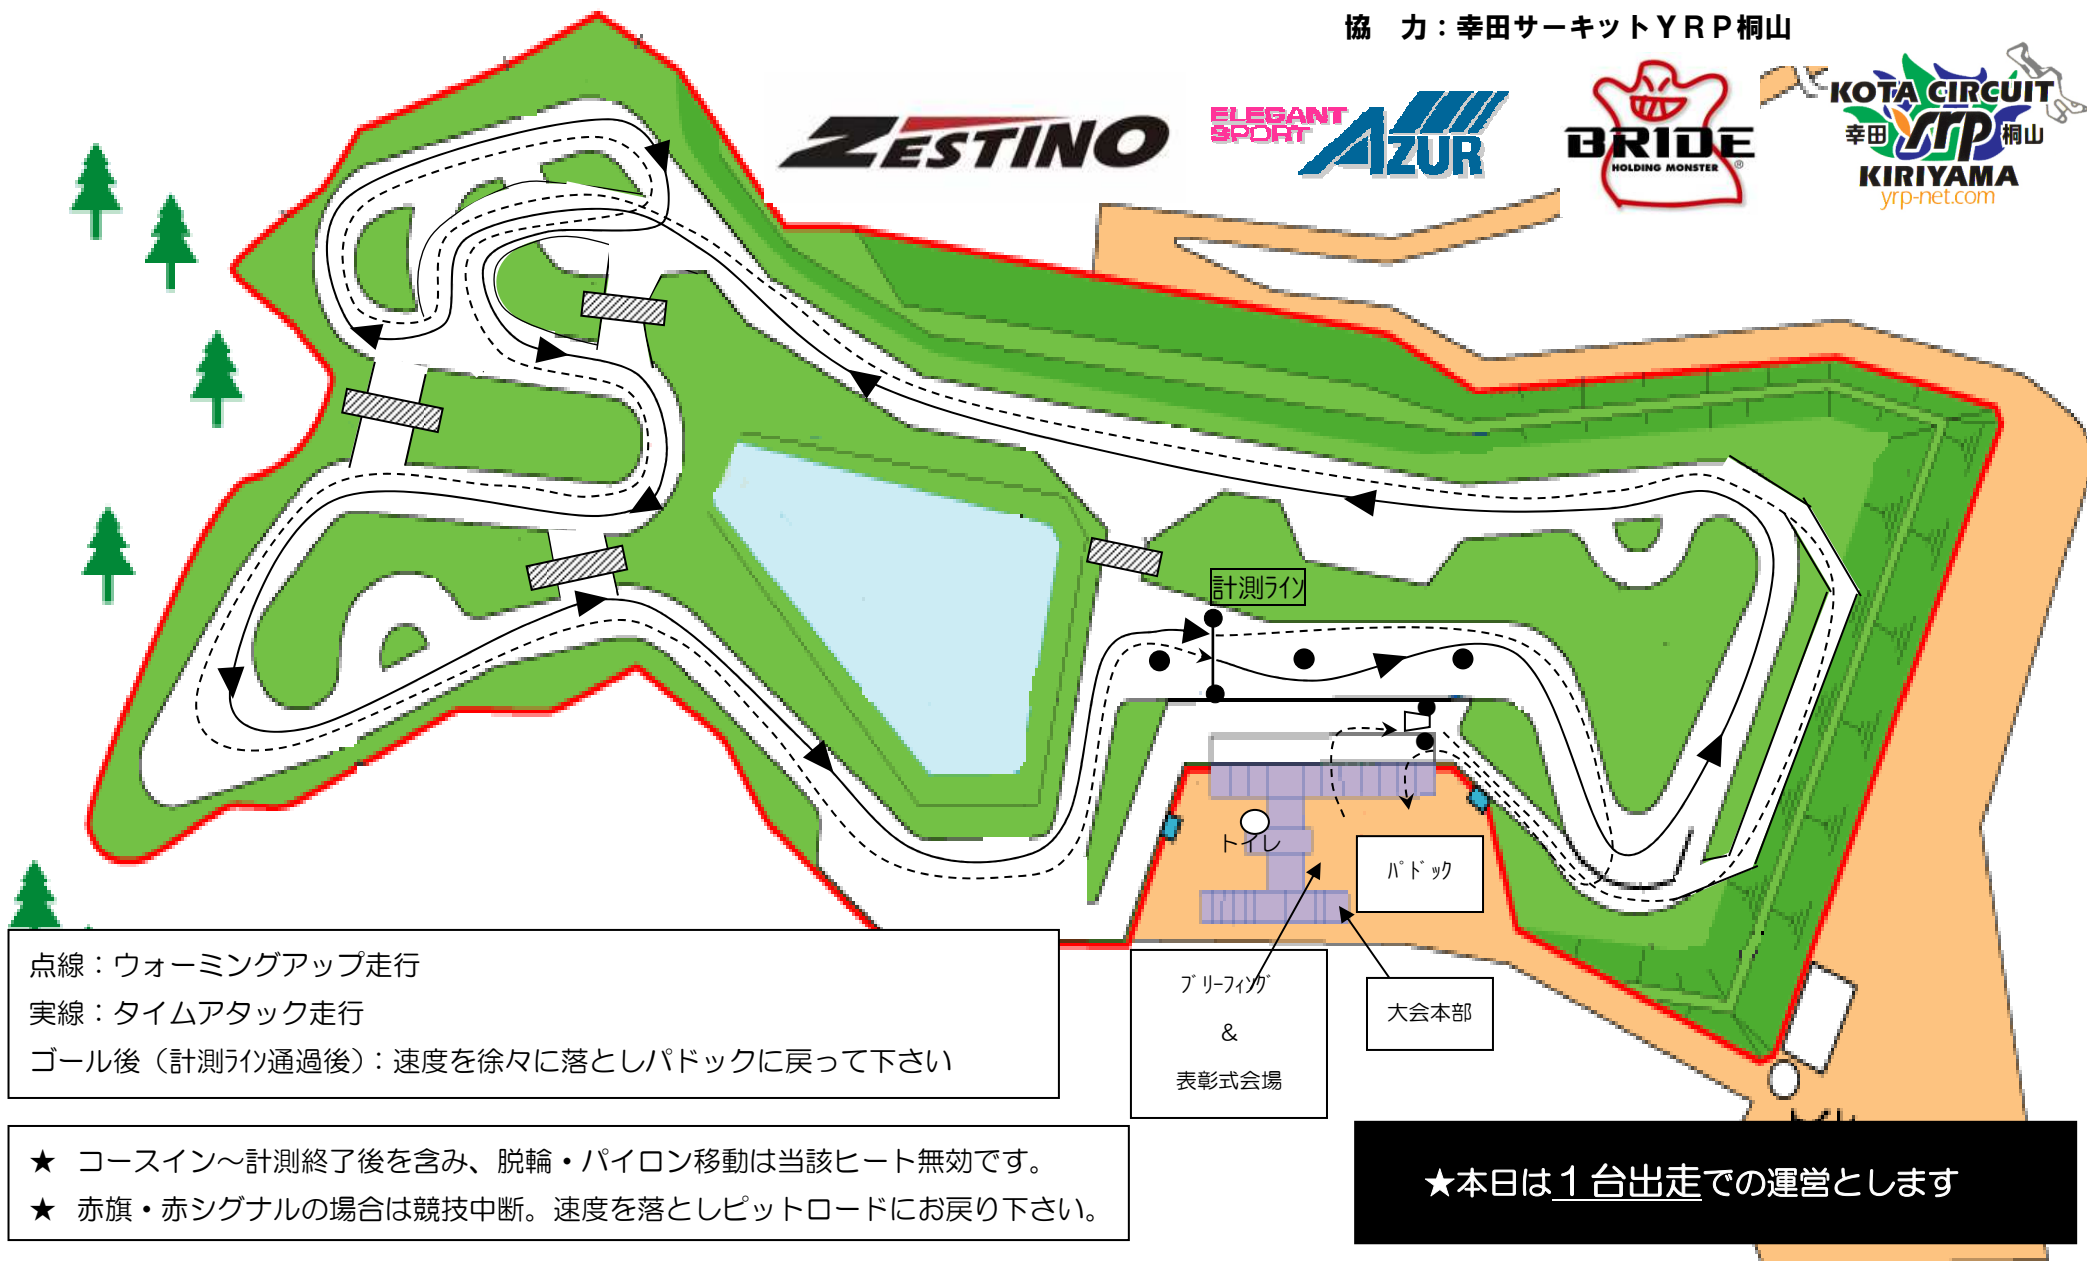 協　力：幸田サーキットＹＲＰ桐山
ZESTINO
ELEGANT
SPORT
AZUR
BRIDE
HOLDING MONSTER
®
KOTA CIRCUIT
幸田 yrp 桐山
KIRIYAMA
yrp-net.com
計測ﾗｲﾝ
トイレ
ﾊﾟﾄﾞｯｸ
ﾌﾞﾘｰﾌｨﾝｸﾞ
＆
表彰式会場
大会本部
点線：ウォーミングアップ走行
実線：タイムアタック走行
ゴール後（計測ﾗｲﾝ通過後）：速度を徐々に落としパドックに戻って下さい
★　コースイン～計測終了後を含み、脱輪・パイロン移動は当該ヒート無効です。
★　赤旗・赤シグナルの場合は競技中断。速度を落としピットロードにお戻り下さい。
★本日は１台出走での運営とします